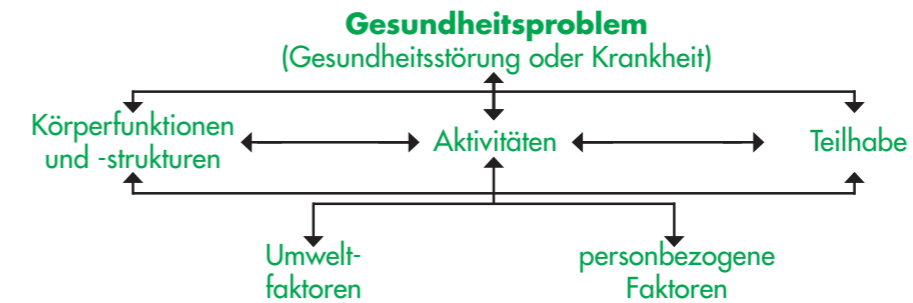 Gesundheitsproblem
(Gesundheitsstörung oder Krankheit)
Körperfunktionen
und -strukturen
Aktivitäten
Teilhabe
Umwelt-
faktoren
personbezogene
Faktoren